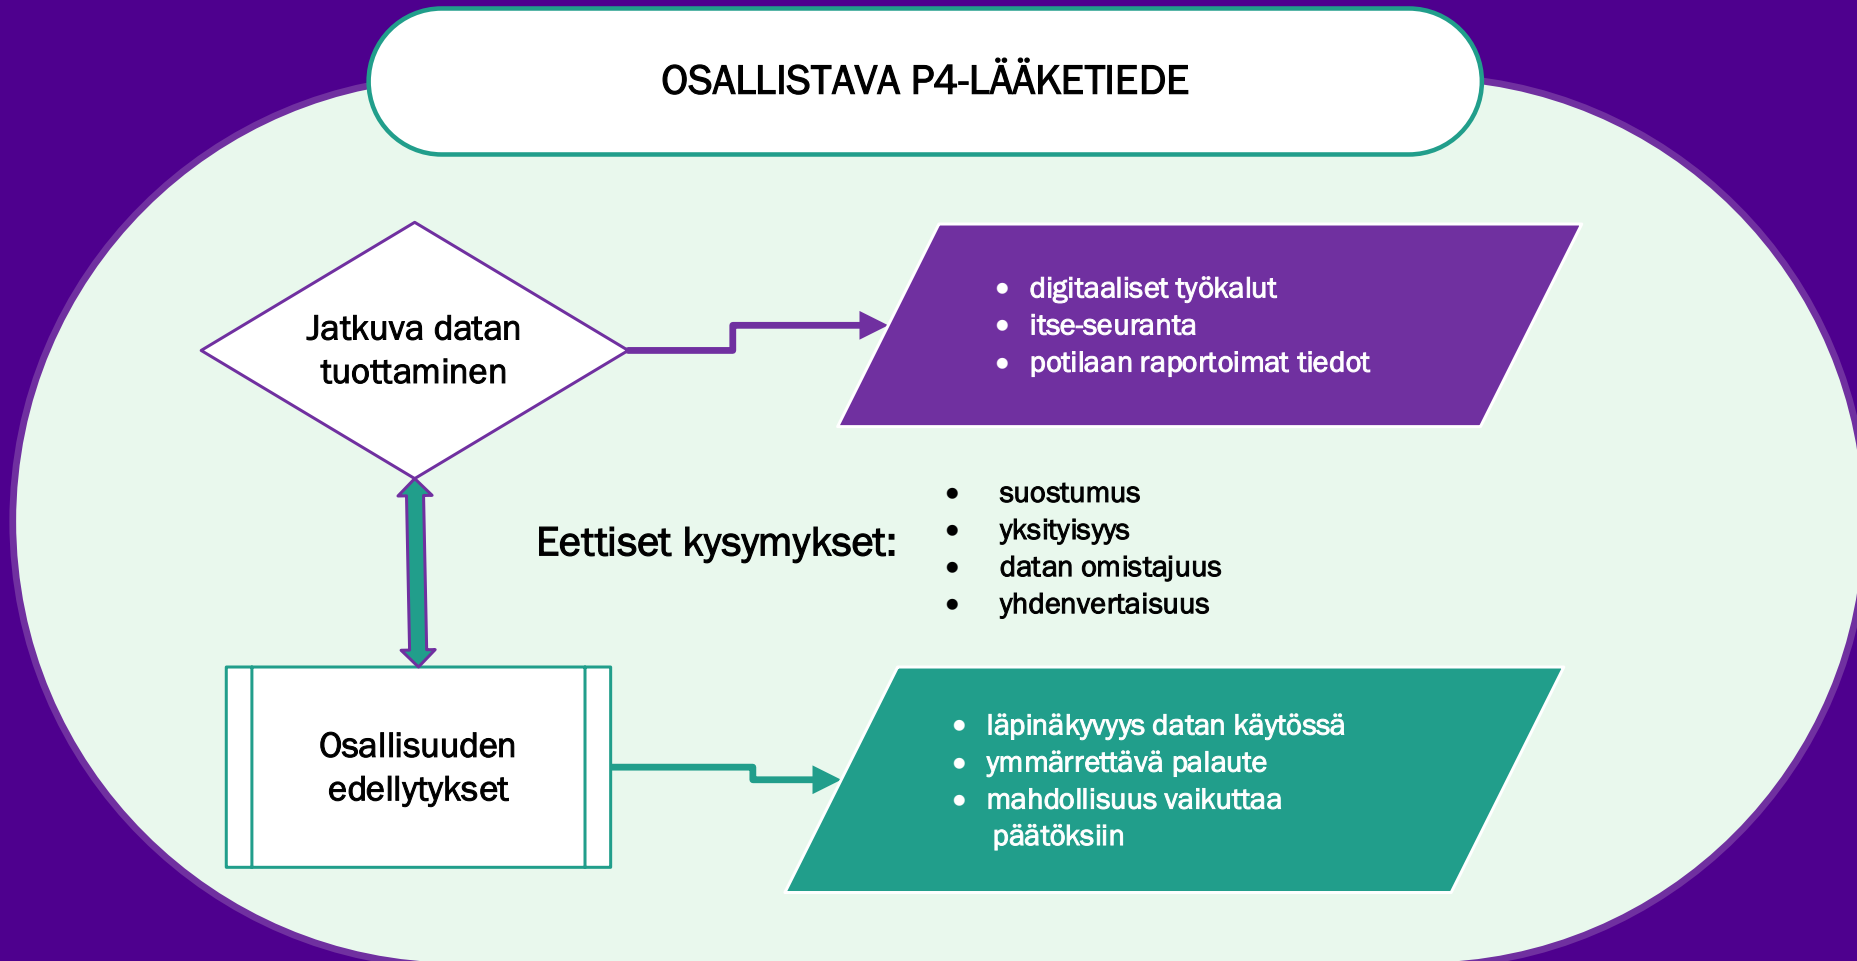 OSALLISTAVA P4-LÄÄKETIEDE
Jatkuva datan
tuottaminen
• digitaaliset työkalut
• itse-seuranta
• potilaan raportoimat tiedot
Eettiset kysymykset:
• suostumus
• yksityisyys
• datan omistajuus
• yhdenvertaisuus
Osallisuuden
edellytykset
• läpinäkyvyys datan käytössä
• ymmärrettävä palaute
• mahdollisuus vaikuttaa
päätöksiin